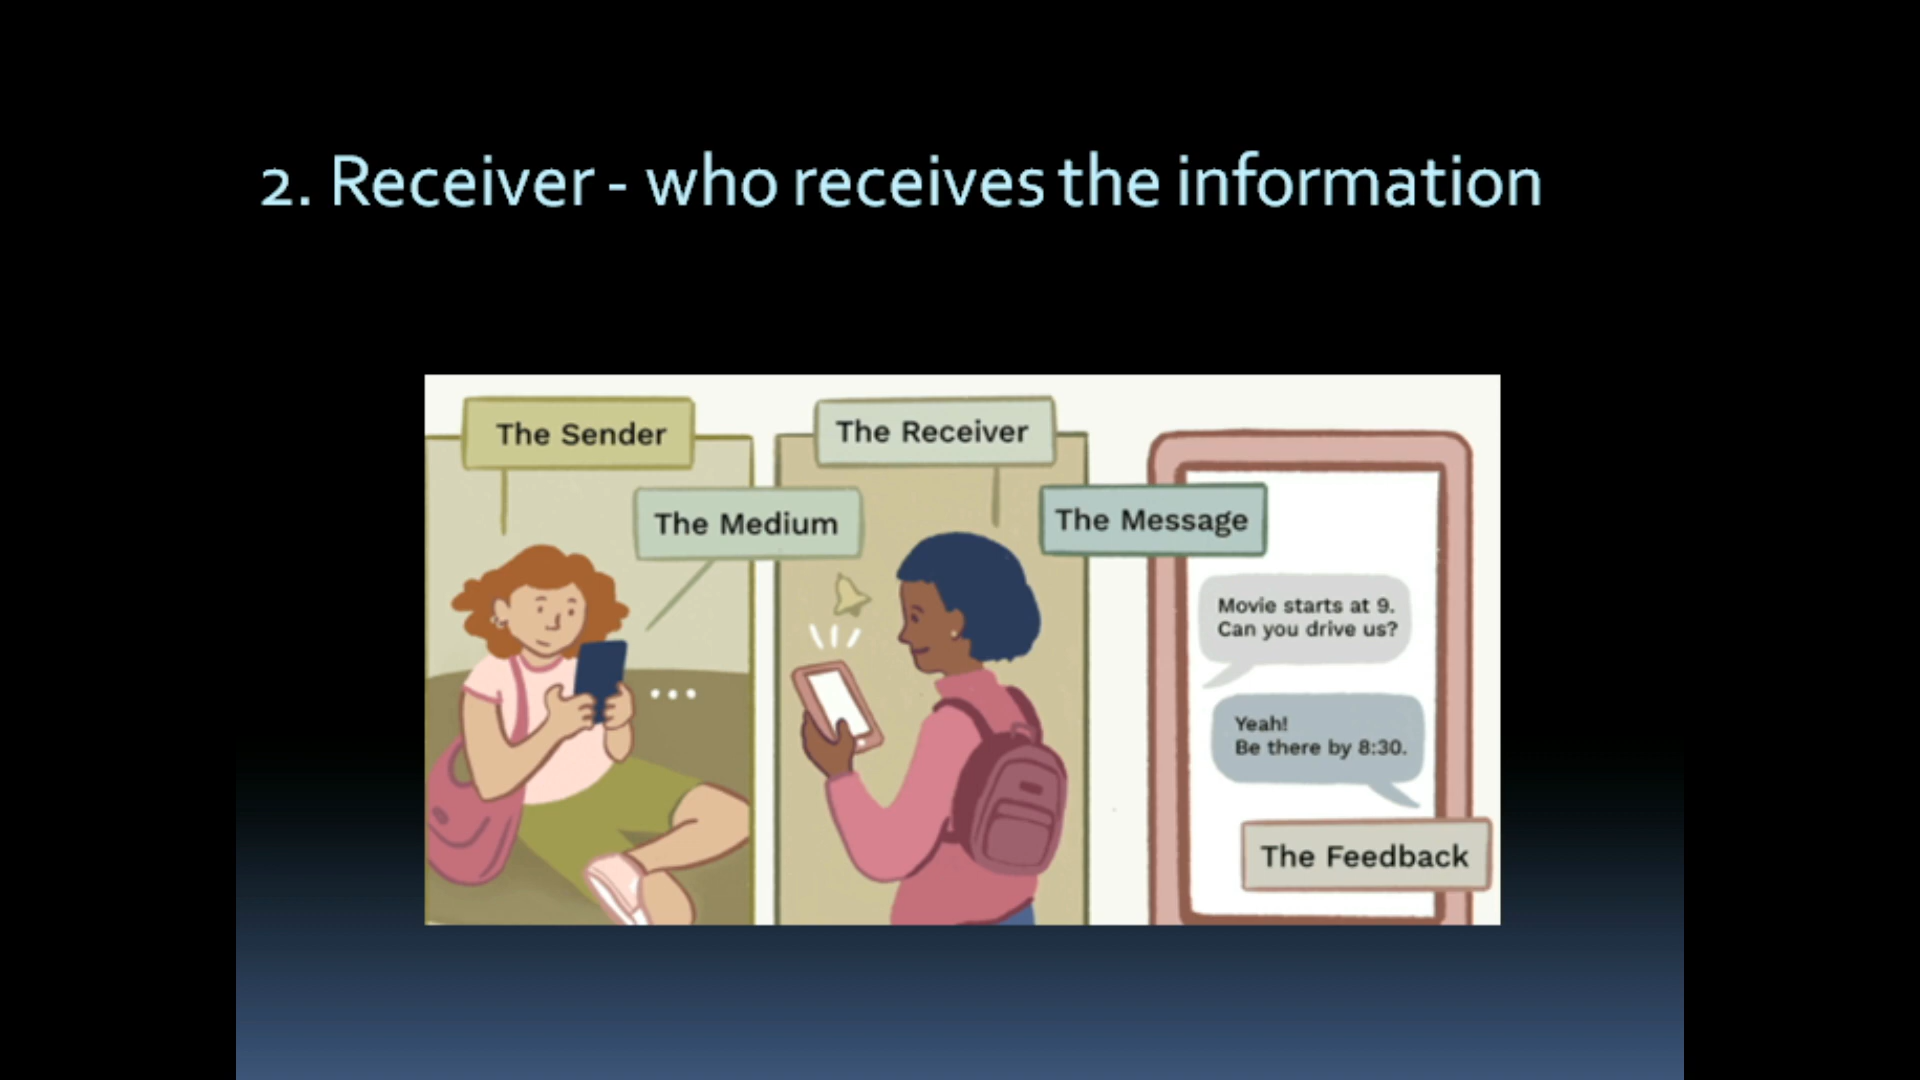 2. Receiver - who receives the information
The Sender
The Receiver
The Medium
The Message
Movie starts at 9.
Can you drive us?
Yeah!
Be there by 8:30.
The Feedback